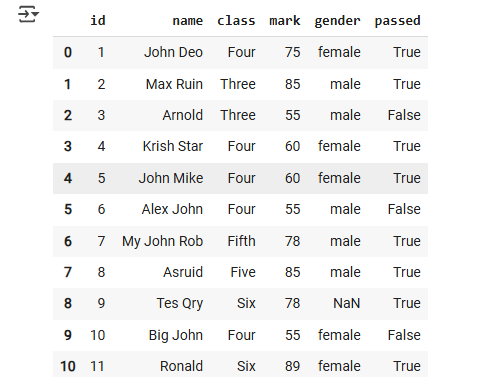 id name class mark gender passed
0 1 John Deo Four 75 female True
1 2 Max Ruin Three 85 male True
2 3 Arnold Three 55 male False
3 4 Krish Star Four 60 female True
4 5 John Mike Four 60 female True
5 6 Alex John Four 55 male False
6 7 My John Rob Fifth 78 male True
7 8 Asruid Five 85 male True
8 9 Tes Qry Six 78 NaN True
9 10 Big John Four 55 female False
10 11 Ronald Six 89 female True